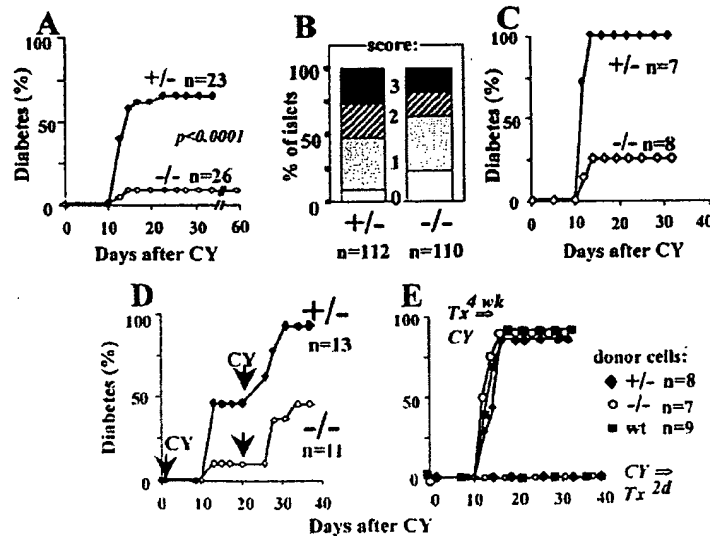 A
Diabetes (%)
100
50
0
+/- n=23
p<0.0001
-/- n=26
0 10 20 30 40 60
Days after CY
B
score:
% of islets
100
50
0
3
2
1
0
+/- -/-
n=112 n=110
C
Diabetes (%)
100
50
0
+/- n=7
-/- n=8
0 10 20 30 40
Days after CY
D
Diabetes (%)
100
50
0
CY
CY
+/-
n=13
-/-
n=11
0 10 20 30 40
Days after CY
E
100
50
0
Tx 4 wk ⇒
CY
donor cells:
+/- n=8
-/- n=7
wt n=9
CY ⇒
Tx 2d
0 10 20 30 40
Days after CY